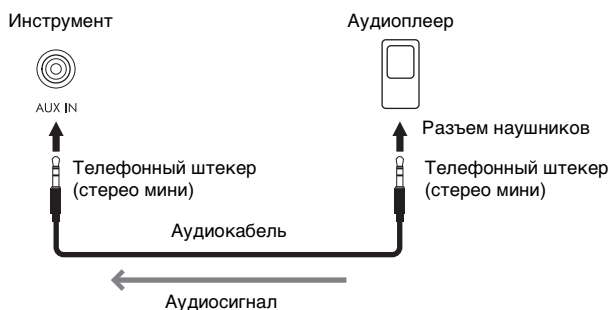 Инструмент
Аудиоплеер
AUX IN
Разъем наушников
Телефонный штекер
(стерео мини)
Телефонный штекер
(стерео мини)
Аудиокабель
Аудиосигнал